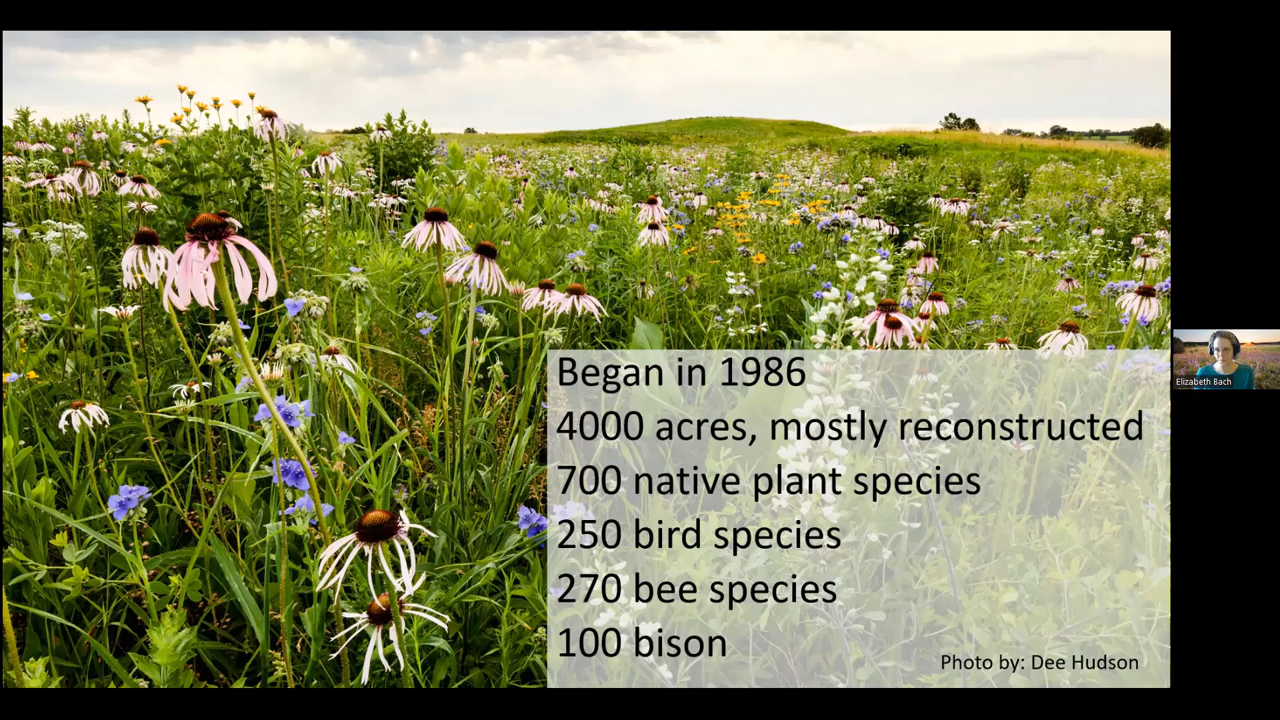 Began in 1986
4000 acres, mostly reconstructed
700 native plant species
250 bird species
270 bee species
100 bison
Photo by: Dee Hudson
Elizabeth Bach